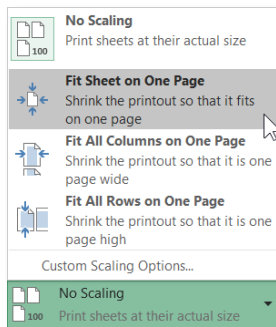 No Scaling
Print sheets at their actual size
100
Fit Sheet on One Page
Shrink the printout so that it fits
on one page
Fit All Columns on One Page
Shrink the printout so that it is one
page wide
Fit All Rows on One Page
Shrink the printout so that it is one
page high
Custom Scaling Options...
No Scaling
100 Print sheets at their actual size